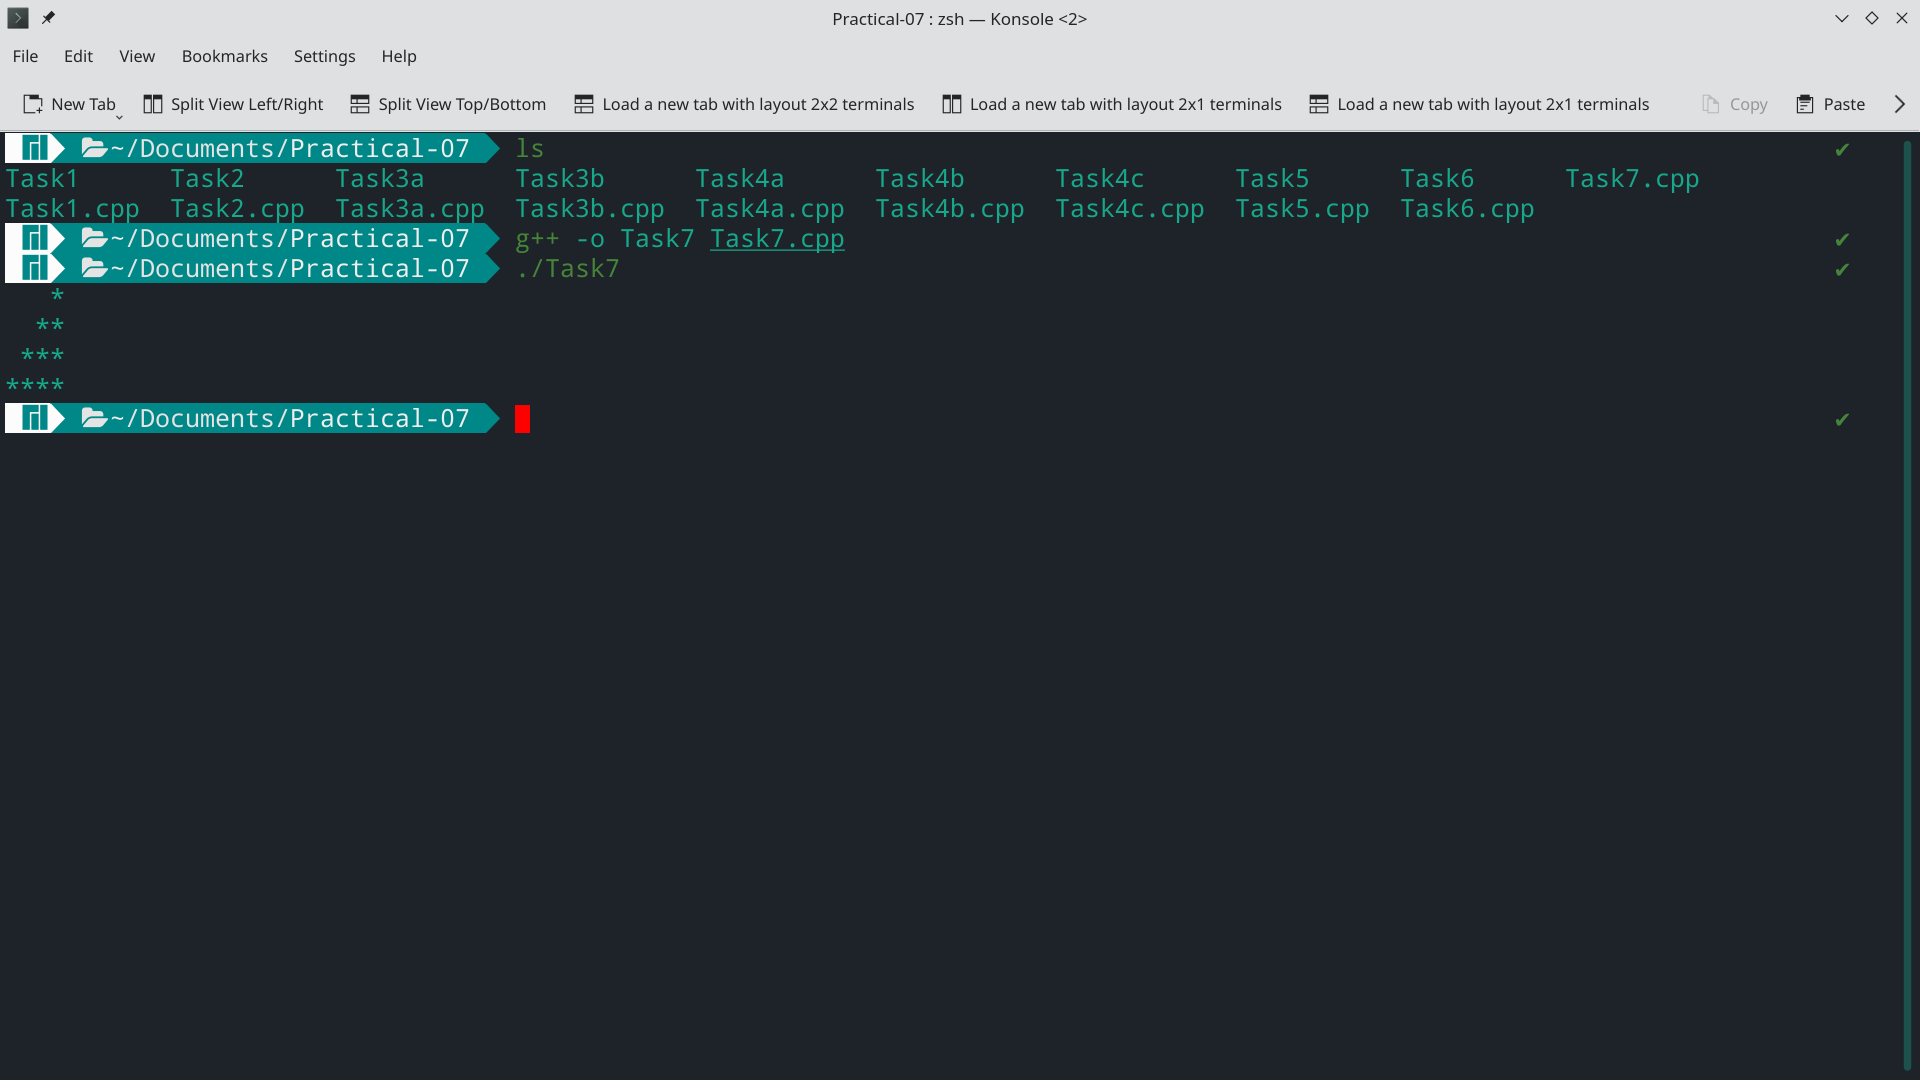 Practical-07 : zsh — Konsole <2>
File Edit View Bookmarks Settings Help
New Tab Split View Left/Right Split View Top/Bottom Load a new tab with layout 2x2 terminals Load a new tab with layout 2x1 terminals Load a new tab with layout 2x1 terminals Copy Paste
~/Documents/Practical-07 ls ✔
Task1 Task2 Task3a Task3b Task4a Task4b Task4c Task5 Task6 Task7.cpp
Task1.cpp Task2.cpp Task3a.cpp Task3b.cpp Task4a.cpp Task4b.cpp Task4c.cpp Task5.cpp Task6.cpp
~/Documents/Practical-07 g++ -o Task7 Task7.cpp ✔
~/Documents/Practical-07 ./Task7 ✔
   *
  **
 ***
****
~/Documents/Practical-07 ✔